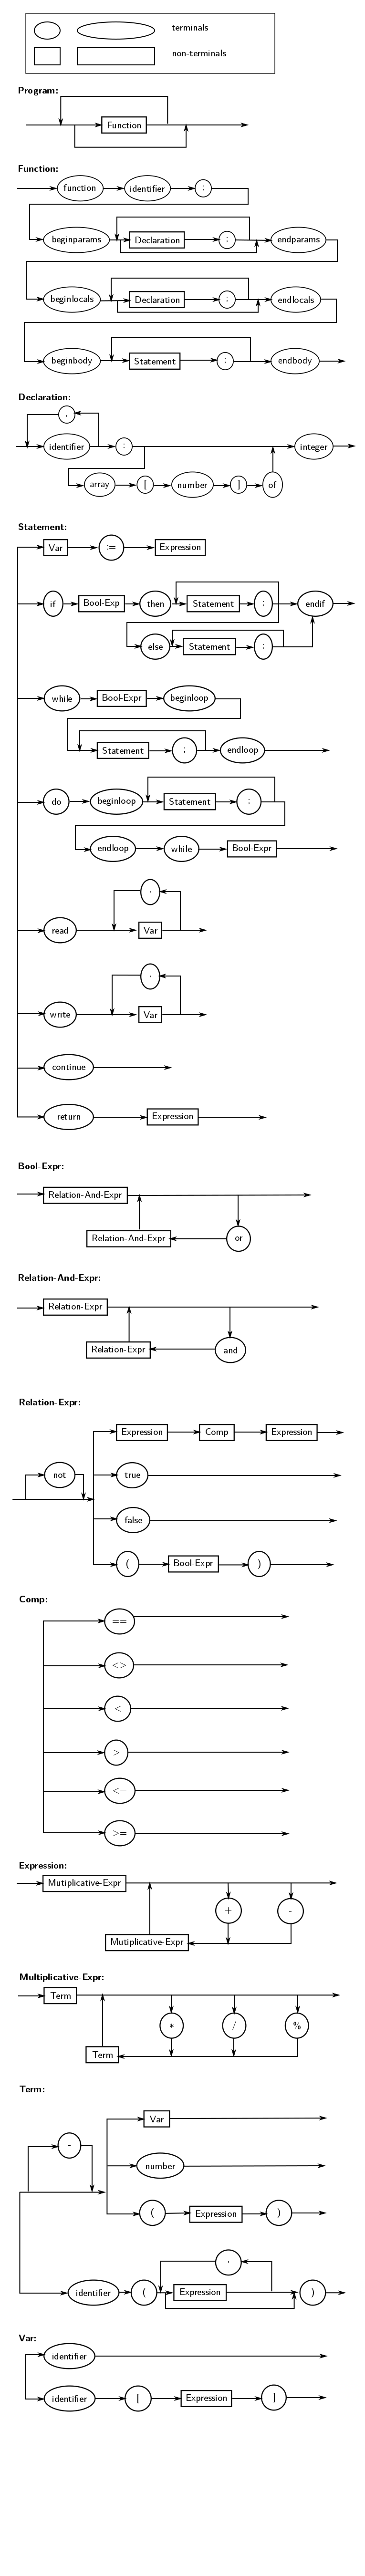 terminals
non-terminals
Program:
Function
Function:
function identifier ;
beginparams Declaration ; endparams
beginlocals Declaration ; endlocals
beginbody Statement ; endbody
Declaration:
,
identifier : integer
array [ number ] of
Statement:
Var := Expression
if Bool-Exp then Statement ; endif
else Statement ;
while Bool-Expr beginloop
Statement ; endloop
do beginloop Statement ;
endloop while Bool-Expr
,
read Var
,
write Var
continue
return Expression
Bool-Expr:
Relation-And-Expr
Relation-And-Expr or
Relation-And-Expr:
Relation-Expr
Relation-Expr and
Relation-Expr:
Expression Comp Expression
not true
false
( Bool-Expr )
Comp:
==
<>
<
>
<=
>=
Expression:
Mutiplicative-Expr
+ -
Mutiplicative-Expr
Multiplicative-Expr:
Term
* / %
Term
Term:
Var
-
number
( Expression )
,
identifier ( Expression )
Var:
identifier
identifier [ Expression ]